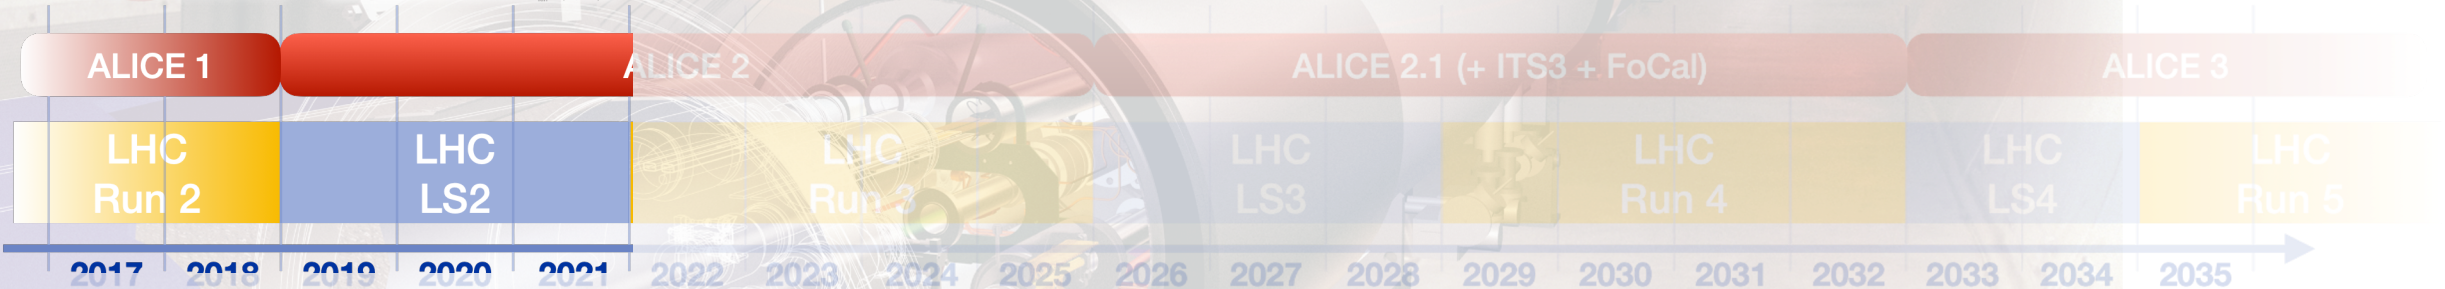 ALICE 1 ALICE 2 ALICE 2.1 (+ ITS3 + FoCal) ALICE 3
LHC LHC LHC LHC LHC LHC LHC
Run 2 LS2 Run 3 LS3 Run 4 LS4 Run 5
2017 2018 2019 2020 2021 2022 2023 2024 2025 2026 2027 2028 2029 2030 2031 2032 2033 2034 2035